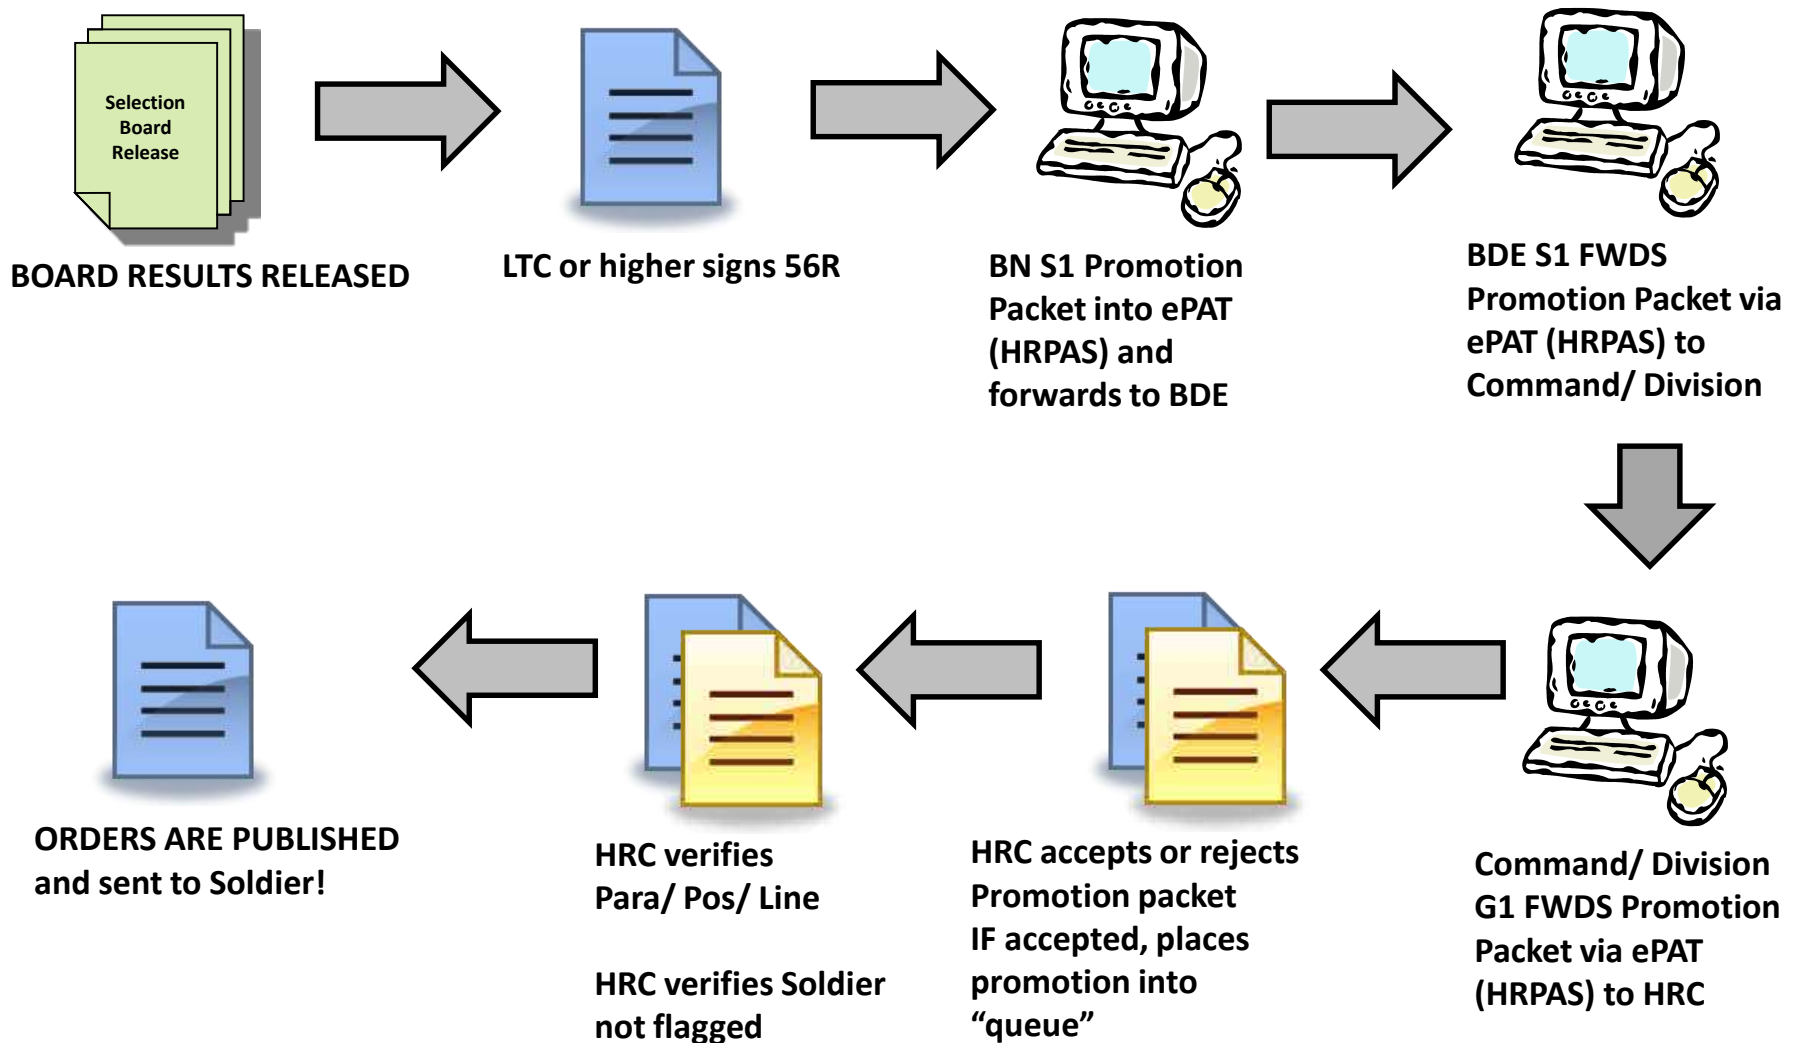 Selection
Board
Release
BOARD RESULTS RELEASED
LTC or higher signs 56R
BN S1 Promotion
Packet into ePAT
(HRPAS) and
forwards to BDE
BDE S1 FWDS
Promotion Packet via
ePAT (HRPAS) to
Command/ Division
Command/ Division
G1 FWDS Promotion
Packet via ePAT
(HRPAS) to HRC
HRC accepts or rejects
Promotion packet
IF accepted, places
promotion into
“queue”
HRC verifies
Para/ Pos/ Line
HRC verifies Soldier
not flagged
ORDERS ARE PUBLISHED
and sent to Soldier!